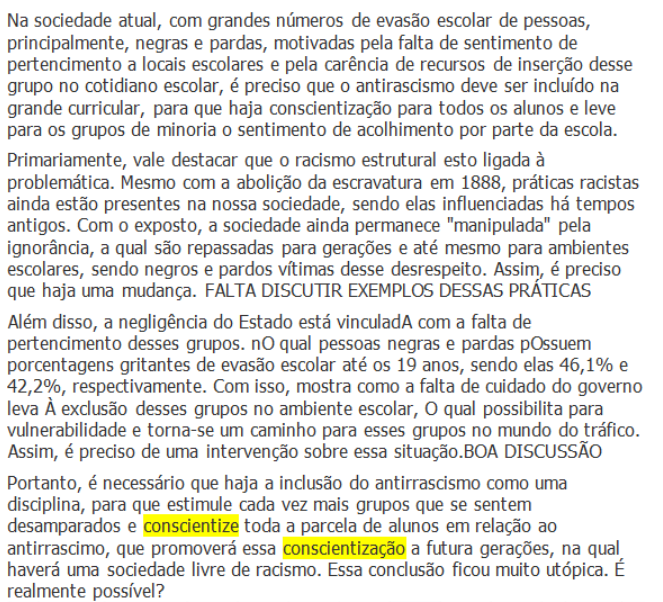 Na sociedade atual, com grandes números de evasão escolar de pessoas,
principalmente, negras e pardas, motivadas pela falta de sentimento de
pertencimento a locais escolares e pela carência de recursos de inserção desse
grupo no cotidiano escolar, é preciso que o antirascismo deve ser incluído na
grande curricular, para que haja conscientização para todos os alunos e leve
para os grupos de minoria o sentimento de acolhimento por parte da escola.
Primariamente, vale destacar que o racismo estrutural esto ligada à
problemática. Mesmo com a abolição da escravatura em 1888, práticas racistas
ainda estão presentes na nossa sociedade, sendo elas influenciadas há tempos
antigos. Com o exposto, a sociedade ainda permanece "manipulada" pela
ignorância, a qual são repassadas para gerações e até mesmo para ambientes
escolares, sendo negros e pardos vítimas desse desrespeito. Assim, é preciso
que haja uma mudança. FALTA DISCUTIR EXEMPLOS DESSAS PRÁTICAS
Além disso, a negligência do Estado está vinculadA com a falta de
pertencimento desses grupos. nO qual pessoas negras e pardas pOssuem
porcentagens gritantes de evasão escolar até os 19 anos, sendo elas 46,1% e
42,2%, respectivamente. Com isso, mostra como a falta de cuidado do governo
leva À exclusão desses grupos no ambiente escolar, O qual possibilita para
vulnerabilidade e torna-se um caminho para esses grupos no mundo do tráfico.
Assim, é preciso de uma intervenção sobre essa situação.BOA DISCUSSÃO
Portanto, é necessário que haja a inclusão do antirracismo como uma
disciplina, para que estimule cada vez mais grupos que se sentem
desamparados e conscientize toda a parcela de alunos em relação ao
antirrascimo, que promoverá essa conscientização a futura gerações, na qual
haverá uma sociedade livre de racismo. Essa conclusão ficou muito utópica. É
realmente possível?